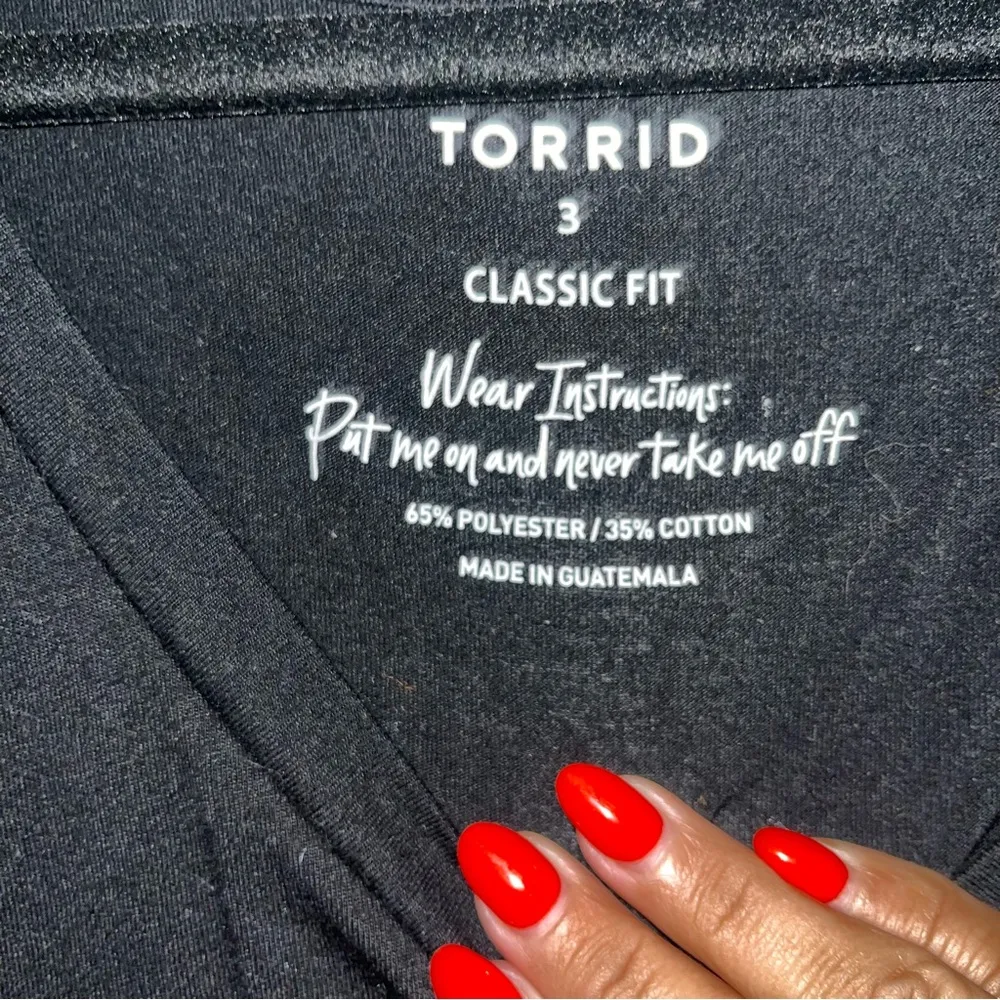 TORRID
3
CLASSIC FIT
Wear Instructions:
Put me on and never take me off
65% POLYESTER / 35% COTTON
MADE IN GUATEMALA